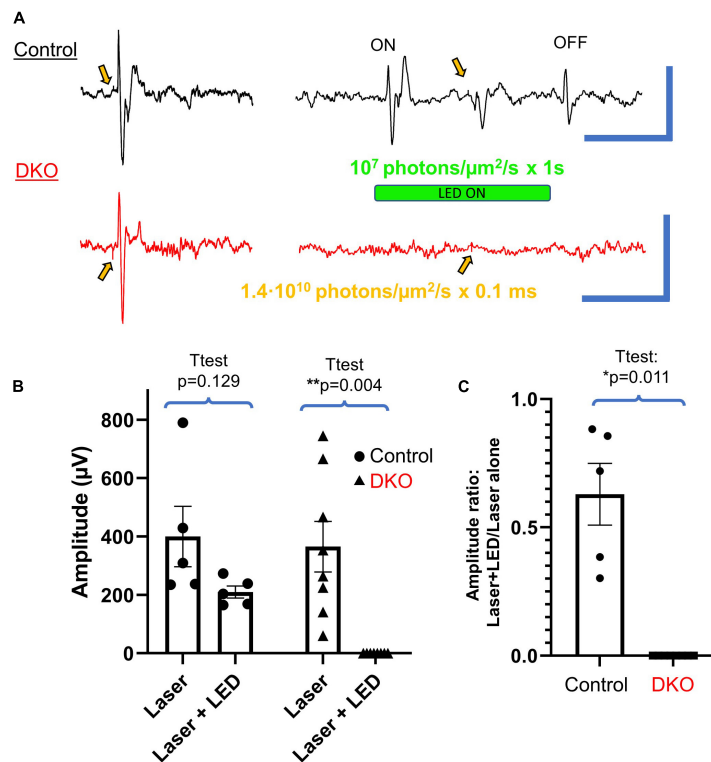 A
Control
ON
OFF
10⁷ photons/µm²/s x 1s
DKO
LED ON
1.4·10¹⁰ photons/µm²/s x 0.1 ms
B
Ttest
p=0.129
Ttest
**p=0.004
Control
DKO
Amplitude (µV)
800
600
400
200
0
Laser
Laser + LED
Laser
Laser + LED
C
Ttest:
*p=0.011
Amplitude ratio:
Laser+LED/Laser alone
1.0
0.5
0.0
Control
DKO